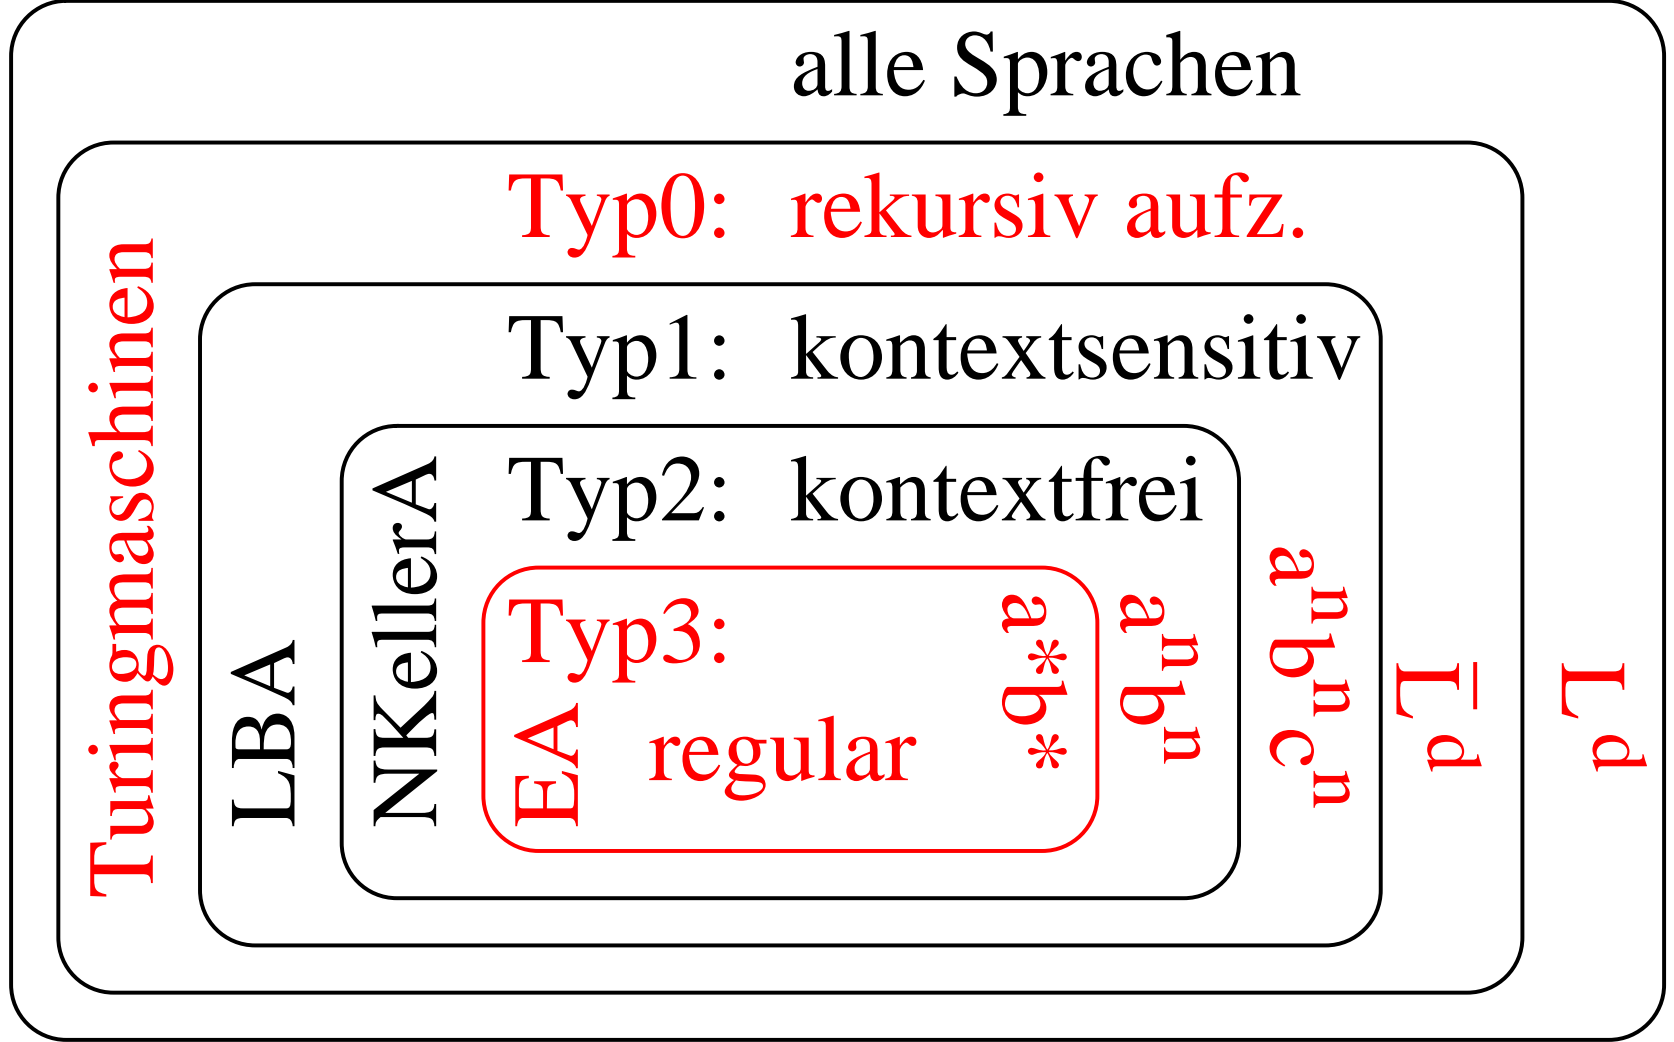 alle Sprachen
Typ0: rekursiv aufz.
Turingmaschinen
Typ1: kontextsensitiv
LBA
Typ2: kontextfrei
NKellerA
Typ3:
EA
regular
a*b*
aⁿbⁿ
aⁿbⁿcⁿ
L̅d
Ld